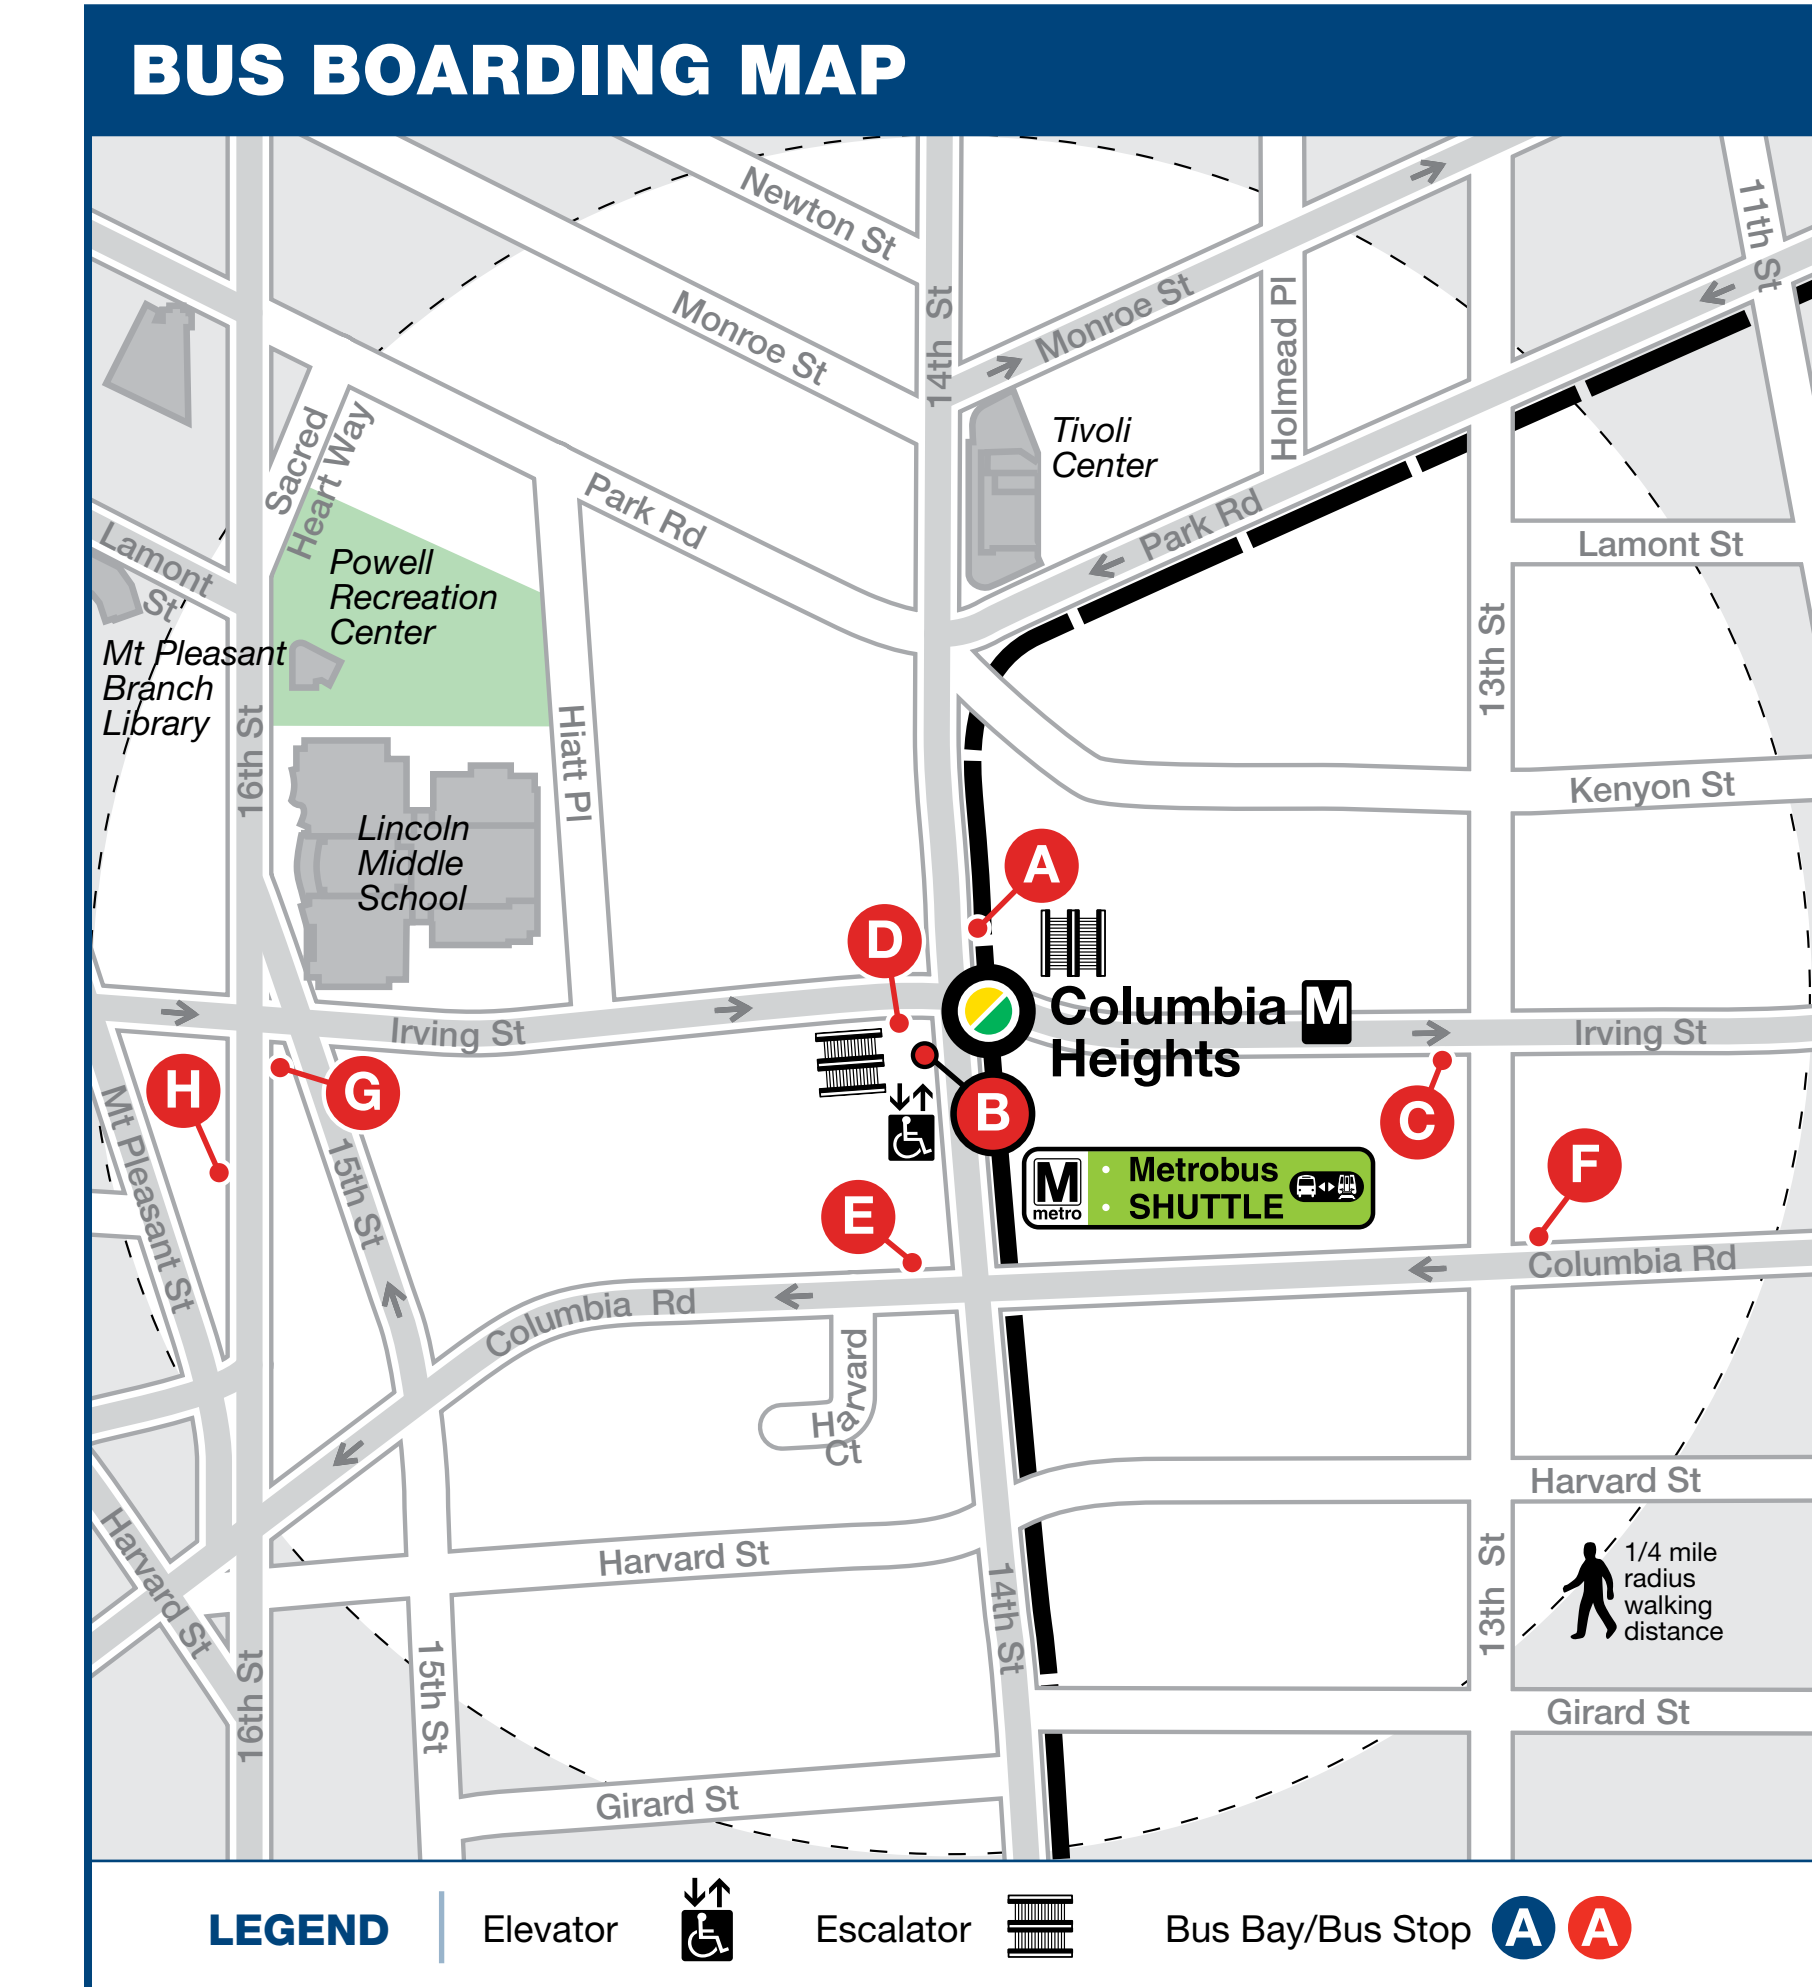 BUS BOARDING MAP
Newton St
11th St
Monroe St
14th St
Monroe St
Holmead Pl
Tivoli
Center
Sacred
Heart Way
Park Rd
Park Rd
Lamont
St
Lamont St
Powell
Recreation
Center
Mt Pleasant
Branch
Library
13th St
16th St
Hiatt Pl
Kenyon St
Lincoln
Middle
School
A
D
Columbia M
Heights
Irving St
Irving St
H
G
B
C
Mt Pleasant St
15th St
M
metro
• Metrobus
• SHUTTLE
F
E
Columbia Rd
Columbia Rd
Harvard
Ct
Harvard St
Harvard St
Harvard St
14th St
13th St
1/4 mile
radius
walking
distance
16th St
15th St
Girard St
Girard St
LEGEND
Elevator
Escalator
Bus Bay/Bus Stop A A